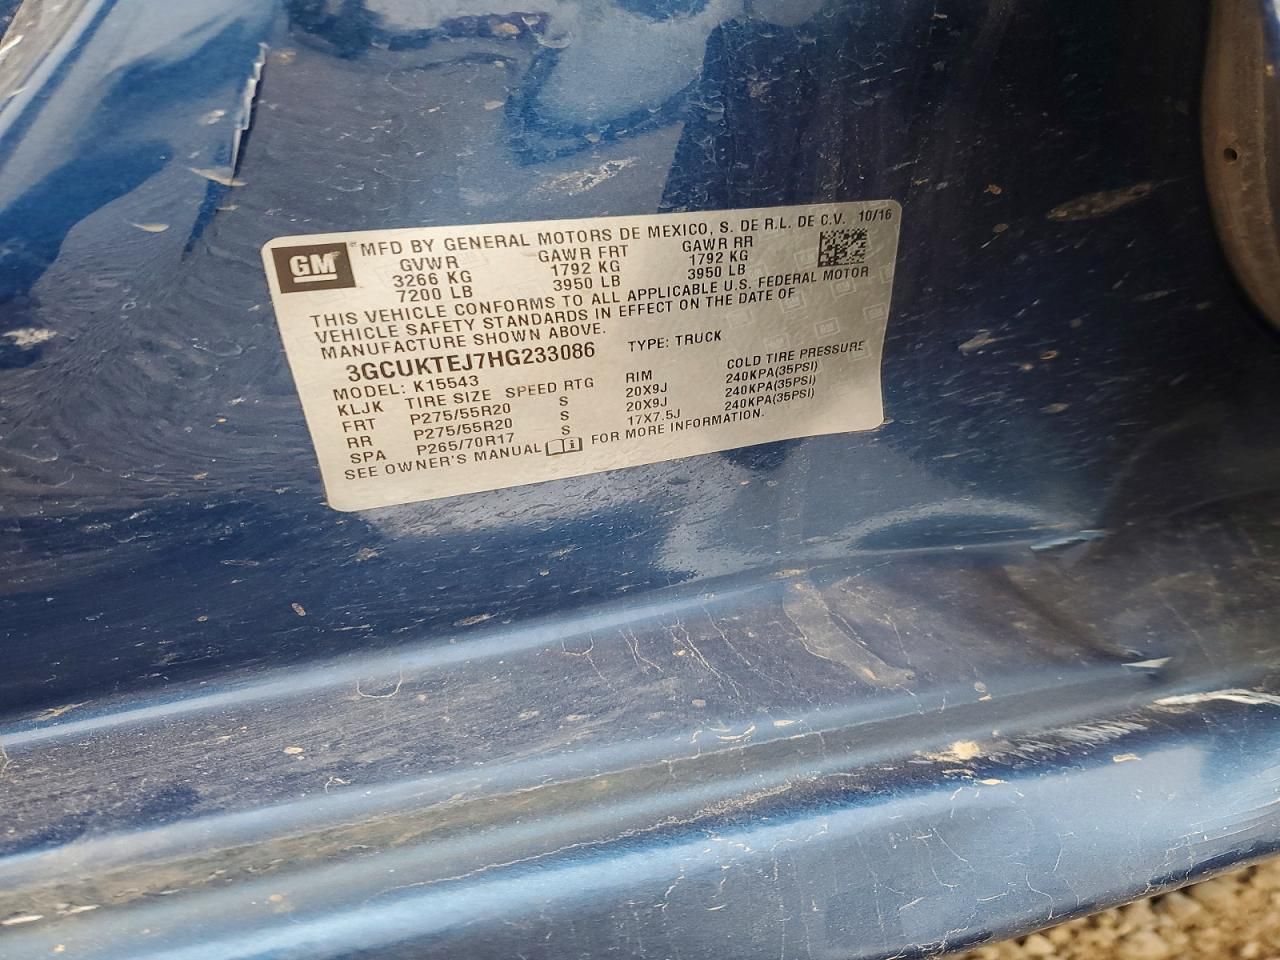 GM MFD BY GENERAL MOTORS DE MEXICO, S. DE R.L. DE C.V. 10/16
GVWR GAWR FRT GAWR RR
3266 KG 1792 KG 1792 KG
7200 LB 3950 LB 3950 LB
THIS VEHICLE CONFORMS TO ALL APPLICABLE U.S. FEDERAL MOTOR
VEHICLE SAFETY STANDARDS IN EFFECT ON THE DATE OF
MANUFACTURE SHOWN ABOVE.
3GCUKTEJ7HG233086 TYPE: TRUCK
MODEL: K15543
KLJK TIRE SIZE SPEED RTG RIM COLD TIRE PRESSURE
FRT P275/55R20 S 20X9J 240KPA(35PSI)
RR P275/55R20 S 20X9J 240KPA(35PSI)
SPA P265/70R17 S 17X7.5J 240KPA(35PSI)
SEE OWNER'S MANUAL FOR MORE INFORMATION.